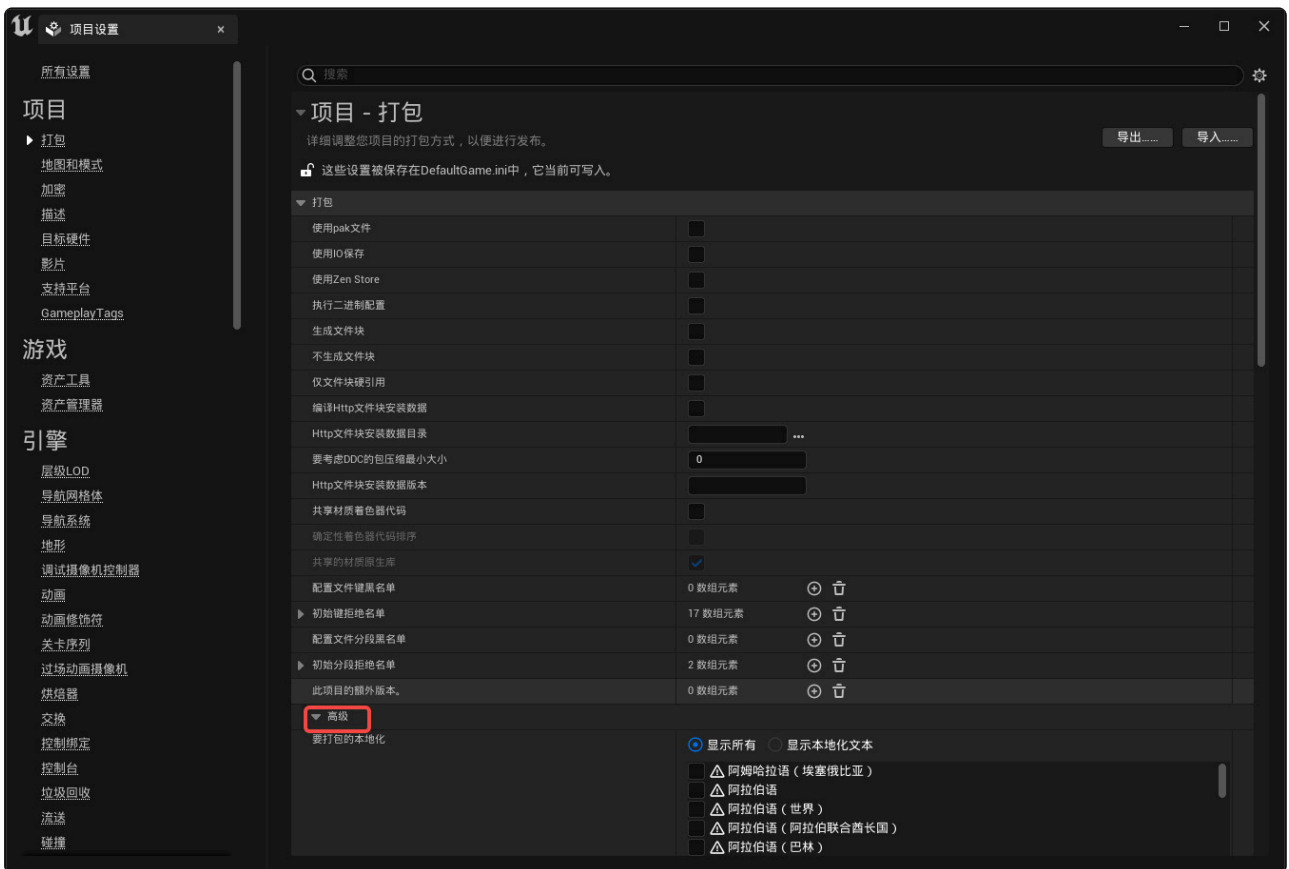 项目设置
所有设置
项目
打包
地图和模式
加密
描述
目标硬件
影片
支持平台
GameplayTags
游戏
资产工具
资产管理器
引擎
层级LOD
导航网格体
导航系统
地形
调试摄像机控制器
动画
动画修饰符
关卡序列
过场动画摄像机
烘焙器
交换
控制绑定
控制台
垃圾回收
流送
碰撞
搜索
项目 - 打包
详细调整您项目的打包方式，以便进行发布。
导出...... 导入......
这些设置被保存在DefaultGame.ini中，它当前可写入。
打包
使用pak文件
使用IO保存
使用Zen Store
执行二进制配置
生成文件块
不生成文件块
仅文件块硬引用
编译Http文件块安装数据
Http文件块安装数据目录 ...
要考虑DDC的包压缩最小大小 0
Http文件块安装数据版本
共享材质着色器代码
确定性着色器代码排序
共享的材质原生库
配置文件键黑名单 0 数组元素
初始键拒绝名单 17 数组元素
配置文件分段黑名单 0 数组元素
初始分段拒绝名单 2 数组元素
此项目的额外版本。 0 数组元素
高级
要打包的本地化 显示所有 显示本地化文本
阿姆哈拉语（埃塞俄比亚）
阿拉伯语
阿拉伯语（世界）
阿拉伯语（阿拉伯联合酋长国）
阿拉伯语（巴林）